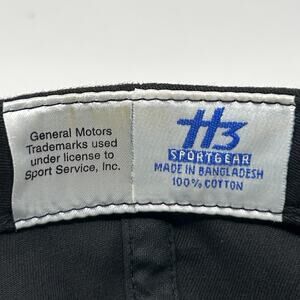 General Motors
Trademarks used
under license to
Sport Service, Inc.
H3
SPORTGEAR
MADE IN BANGLADESH
100% COTTON